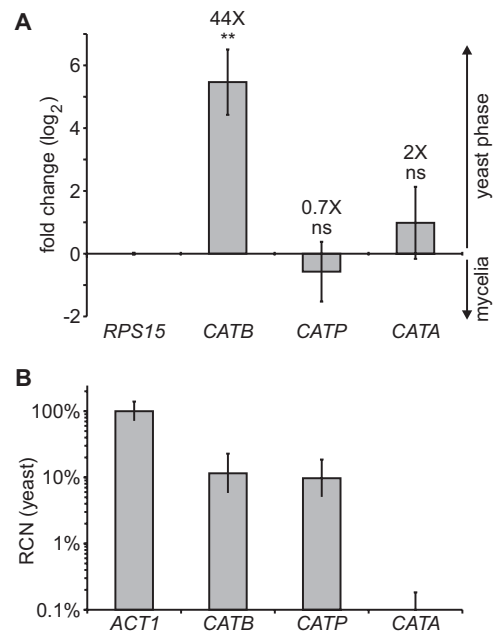 A
44X
**
6
4
2
0
-2
fold change (log2)
2X
ns
0.7X
ns
yeast phase
mycelia
RPS15 CATB CATP CATA
B
100%
10%
1%
0.1%
RCN (yeast)
ACT1 CATB CATP CATA